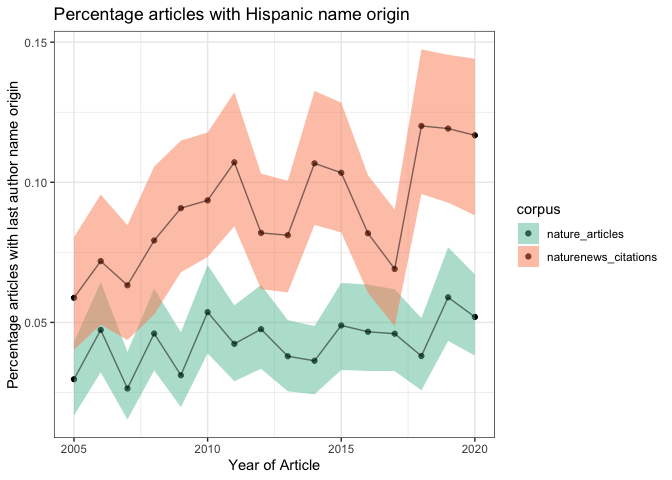 Percentage articles with Hispanic name origin
Percentage articles with last author name origin
0.15
0.10
0.05
2005
2010
2015
2020
Year of Article
corpus
nature_articles
naturenews_citations